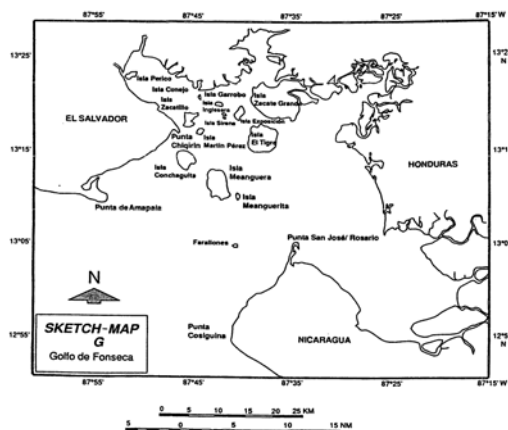 87°55' 87°45' 87°35' 87°25' 87°15'
13°25'
13°2
N
Isla Perico
Isla Conejo
Isla Garrobo
Isla
Zacatillo
Isla
Inglesera
Isla
Zacate Grande
Isla Sirena
Isla Exposición
EL SALVADOR
Punta
Chiqirin
Isla
Martín Pérez
Isla
El Tigre
13°15'
13°1
Isla
Conchaguita
Isla
Meanguera
HONDURAS
Isla
Meanguerita
Punta de Amapala
Punta San José/ Rosario
13°05'
13°0
Farallones
N
SKETCH-MAP
G
Golfo de Fonseca
Punta
Cosiguina
NICARAGUA
12°55'
12°5
N
87°55' 87°45' 87°35' 87°25' 87°15'
0 5 10 15 20 25 KM
5 0 5 10 15 NM